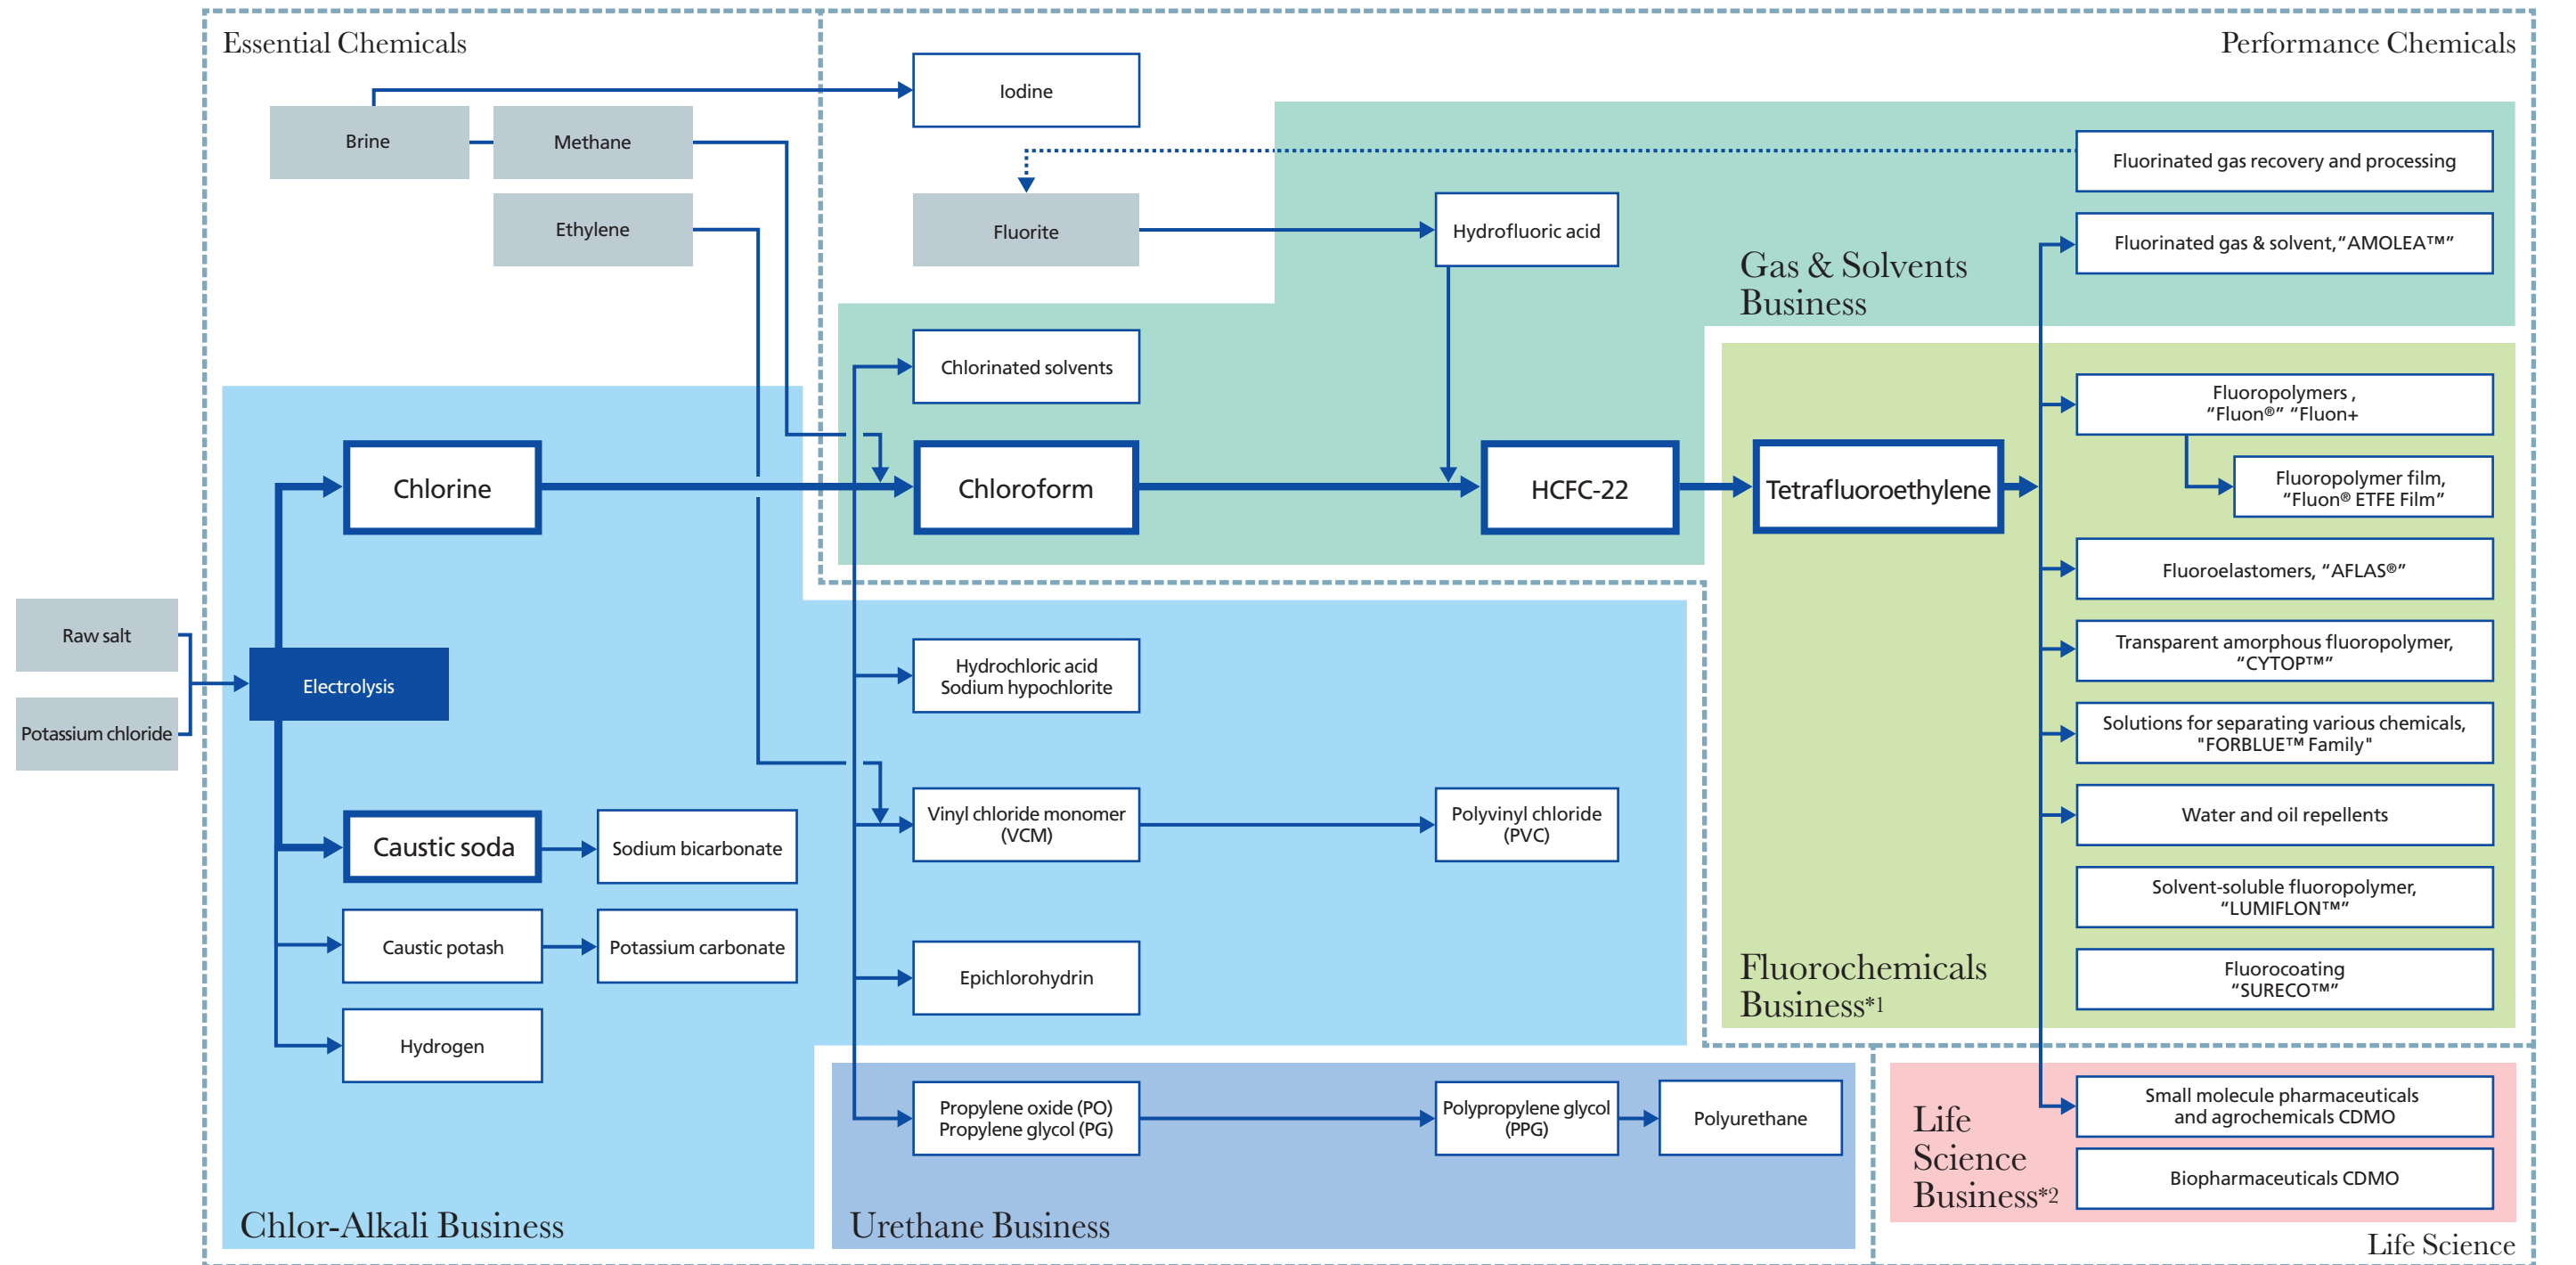 Essential Chemicals
Performance Chemicals
Iodine
Brine
Methane
Fluorinated gas recovery and processing
Ethylene
Fluorite
Hydrofluoric acid
Fluorinated gas & solvent,“AMOLEA™”
Gas & Solvents
Business
Chlorinated solvents
Fluoropolymers ,
“Fluon®” “Fluon+
Chlorine
Chloroform
HCFC-22
Tetrafluoroethylene
Fluoropolymer film,
“Fluon® ETFE Film”
Fluoroelastomers, “AFLAS®”
Raw salt
Potassium chloride
Electrolysis
Hydrochloric acid
Sodium hypochlorite
Transparent amorphous fluoropolymer,
“CYTOP™”
Solutions for separating various chemicals,
"FORBLUE™ Family"
Caustic soda
Sodium bicarbonate
Vinyl chloride monomer
(VCM)
Polyvinyl chloride
(PVC)
Water and oil repellents
Solvent-soluble fluoropolymer,
“LUMIFLON™”
Caustic potash
Potassium carbonate
Epichlorohydrin
Fluorochemicals
Business*1
Fluorocoating
“SURECO™”
Hydrogen
Propylene oxide (PO)
Propylene glycol (PG)
Polypropylene glycol
(PPG)
Polyurethane
Life
Science
Business*2
Small molecule pharmaceuticals
and agrochemicals CDMO
Biopharmaceuticals CDMO
Chlor-Alkali Business
Urethane Business
Life Science